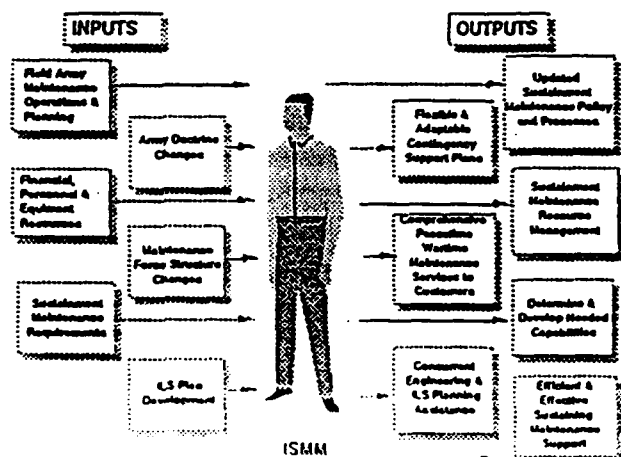 INPUTS
OUTPUTS
Field Army
Maintenance
Operations &
Planning
Army Doctrine
Changes
Financial,
Personnel &
Equipment
Resources
Maintenance
Force Structure
Changes
Sustainment
Maintenance
Requirements
ILS Plan
Development
ISMM
Updated
Sustainment
Maintenance Policy
and Processes
Flexible &
Adaptable
Contingency
Support Plans
Sustainment
Maintenance
Resource
Management
Comprehensive
Peacetime
Wartime
Maintenance
Services to
Customers
Determine &
Develop Needed
Capabilities
Concurrent
Engineering &
ILS Planning
Assistance
Efficient &
Effective
Sustaining
Maintenance
Support